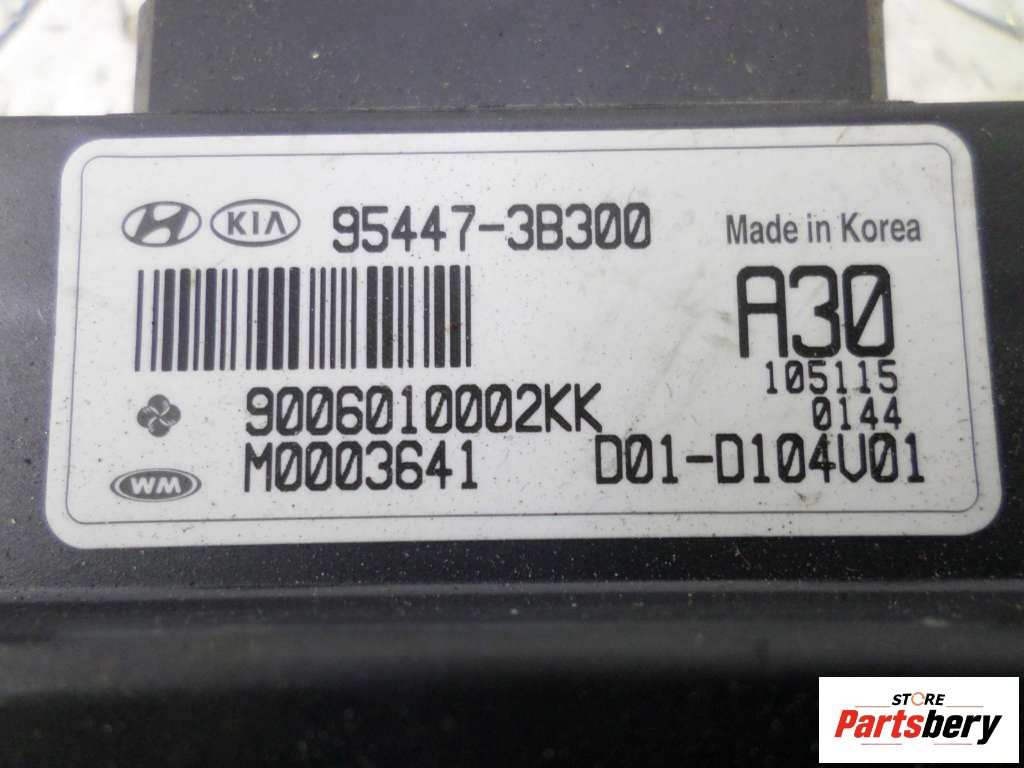 KIA 95447-3B300 Made in Korea
A30
105115
9006010002KK 0144
M0003641 D01-D104V01
WM
STORE
Partsbery